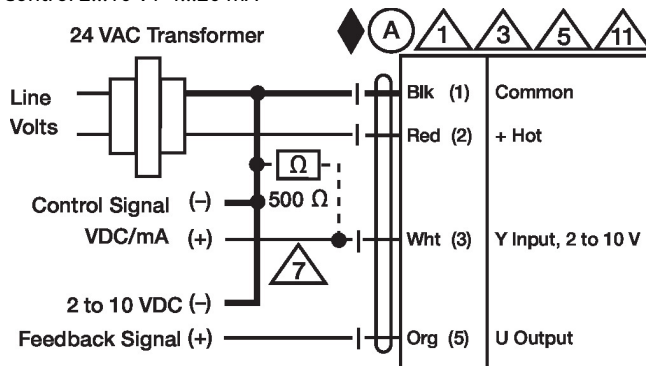 24 VAC Transformer
A 1 3 5 11
Line Volts
Blk (1) Common
Red (2) + Hot
Ω
500 Ω
Control Signal (-)
VDC/mA (+)
Wht (3) Y Input, 2 to 10 V
7
2 to 10 VDC (-)
Feedback Signal (+)
Org (5) U Output